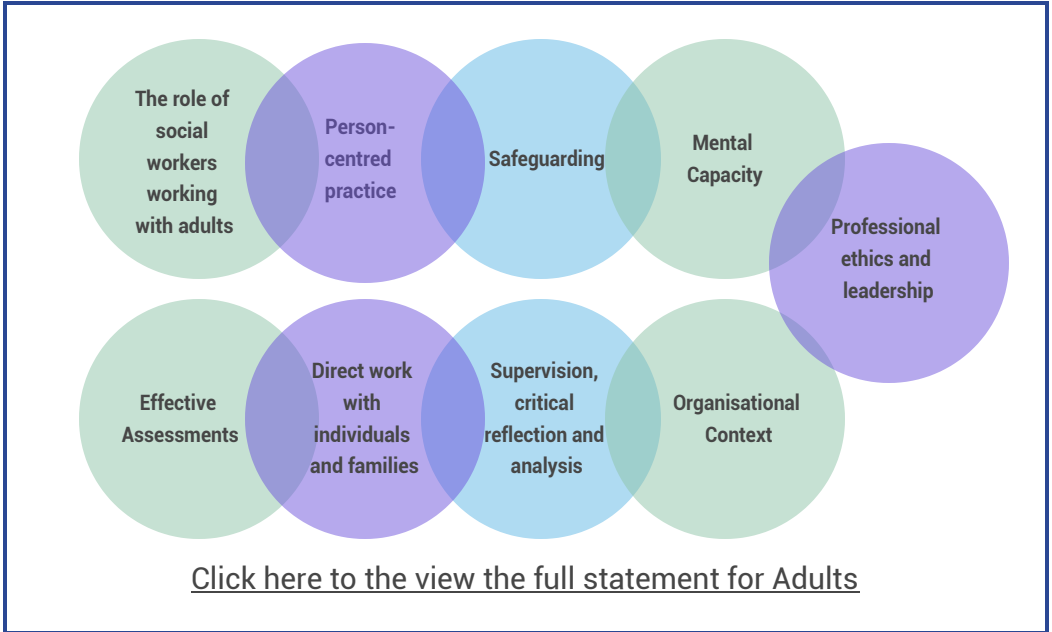 The role of
social
workers
working
with adults
Person-
centred
practice
Safeguarding
Mental
Capacity
Professional
ethics and
leadership
Effective
Assessments
Direct work
with
individuals
and families
Supervision,
critical
reflection and
analysis
Organisational
Context
Click here to the view the full statement for Adults